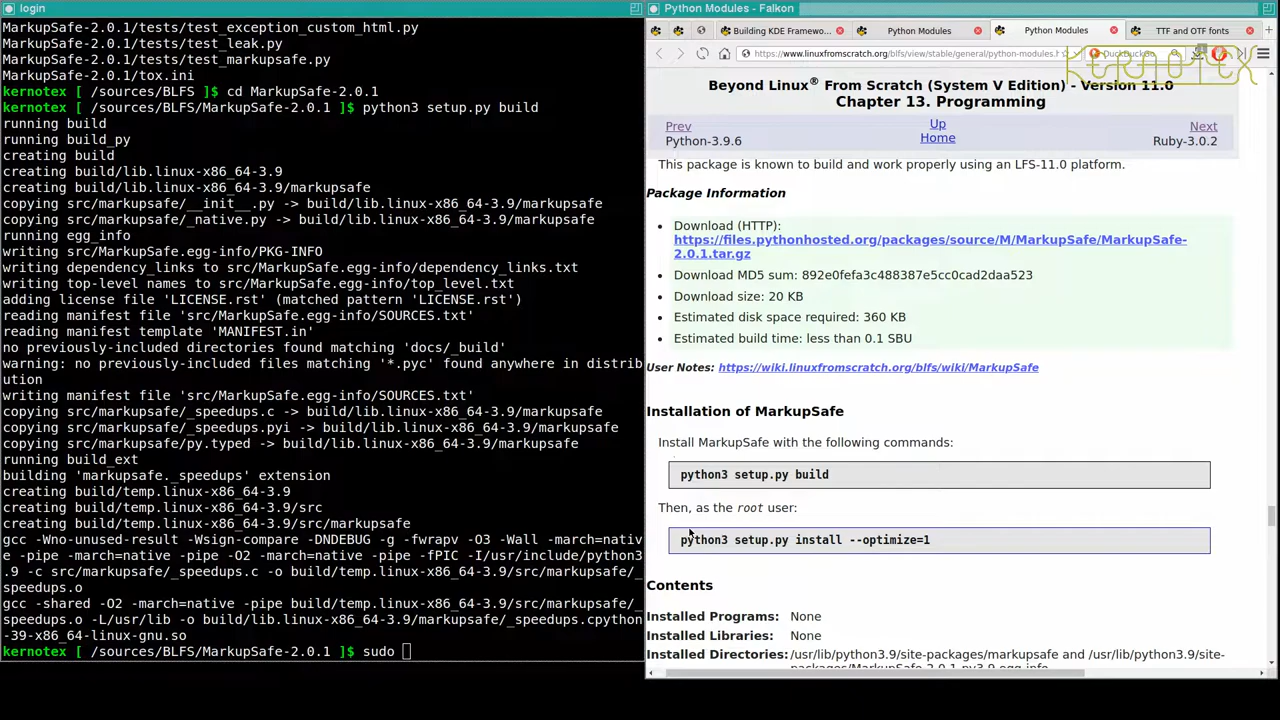 login
MarkupSafe-2.0.1/tests/test_exception_custom_html.py
MarkupSafe-2.0.1/tests/test_leak.py
MarkupSafe-2.0.1/tests/test_markupsafe.py
MarkupSafe-2.0.1/tox.ini
kernotex [ /sources/BLFS ]$ cd MarkupSafe-2.0.1
kernotex [ /sources/BLFS/MarkupSafe-2.0.1 ]$ python3 setup.py build
running build
running build_py
creating build
creating build/lib.linux-x86_64-3.9
creating build/lib.linux-x86_64-3.9/markupsafe
copying src/markupsafe/__init__.py -> build/lib.linux-x86_64-3.9/markupsafe
copying src/markupsafe/_native.py -> build/lib.linux-x86_64-3.9/markupsafe
running egg_info
writing src/MarkupSafe.egg-info/PKG-INFO
writing dependency_links to src/MarkupSafe.egg-info/dependency_links.txt
writing top-level names to src/MarkupSafe.egg-info/top_level.txt
adding license file 'LICENSE.rst' (matched pattern 'LICENSE.rst')
reading manifest file 'src/MarkupSafe.egg-info/SOURCES.txt'
reading manifest template 'MANIFEST.in'
no previously-included directories found matching 'docs/_build'
warning: no previously-included files matching '*.pyc' found anywhere in distrib
ution
writing manifest file 'src/MarkupSafe.egg-info/SOURCES.txt'
copying src/markupsafe/_speedups.c -> build/lib.linux-x86_64-3.9/markupsafe
copying src/markupsafe/_speedups.pyi -> build/lib.linux-x86_64-3.9/markupsafe
copying src/markupsafe/py.typed -> build/lib.linux-x86_64-3.9/markupsafe
running build_ext
building 'markupsafe._speedups' extension
creating build/temp.linux-x86_64-3.9
creating build/temp.linux-x86_64-3.9/src
creating build/temp.linux-x86_64-3.9/src/markupsafe
gcc -Wno-unused-result -Wsign-compare -DNDEBUG -g -fwrapv -O3 -Wall -march=nativ
e -pipe -march=native -pipe -O2 -march=native -pipe -fPIC -I/usr/include/python3
.9 -c src/markupsafe/_speedups.c -o build/temp.linux-x86_64-3.9/src/markupsafe/_
speedups.o
gcc -shared -O2 -march=native -pipe build/temp.linux-x86_64-3.9/src/markupsafe/_
speedups.o -L/usr/lib -o build/lib.linux-x86_64-3.9/markupsafe/_speedups.cpython
-39-x86_64-linux-gnu.so
kernotex [ /sources/BLFS/MarkupSafe-2.0.1 ]$ sudo
Python Modules - Falkon
Building KDE Framewo...
Python Modules
Python Modules
TTF and OTF fonts
https://www.linuxfromscratch.org/blfs/view/stable/general/python-modules.h
DuckDuckGo
KERNOTEX
Beyond Linux® From Scratch (System V Edition) - Version 11.0
Chapter 13. Programming
Prev
Up
Next
Python-3.9.6
Home
Ruby-3.0.2
This package is known to build and work properly using an LFS-11.0 platform.
Package Information
• Download (HTTP):
https://files.pythonhosted.org/packages/source/M/MarkupSafe/MarkupSafe-
2.0.1.tar.gz
• Download MD5 sum: 892e0fefa3c488387e5cc0cad2daa523
• Download size: 20 KB
• Estimated disk space required: 360 KB
• Estimated build time: less than 0.1 SBU
User Notes: https://wiki.linuxfromscratch.org/blfs/wiki/MarkupSafe
Installation of MarkupSafe
Install MarkupSafe with the following commands:
python3 setup.py build
Then, as the root user:
python3 setup.py install --optimize=1
Contents
Installed Programs: None
Installed Libraries: None
Installed Directories: /usr/lib/python3.9/site-packages/markupsafe and /usr/lib/python3.9/site-
packages/MarkupSafe-2.0.1-py3.9.egg-info